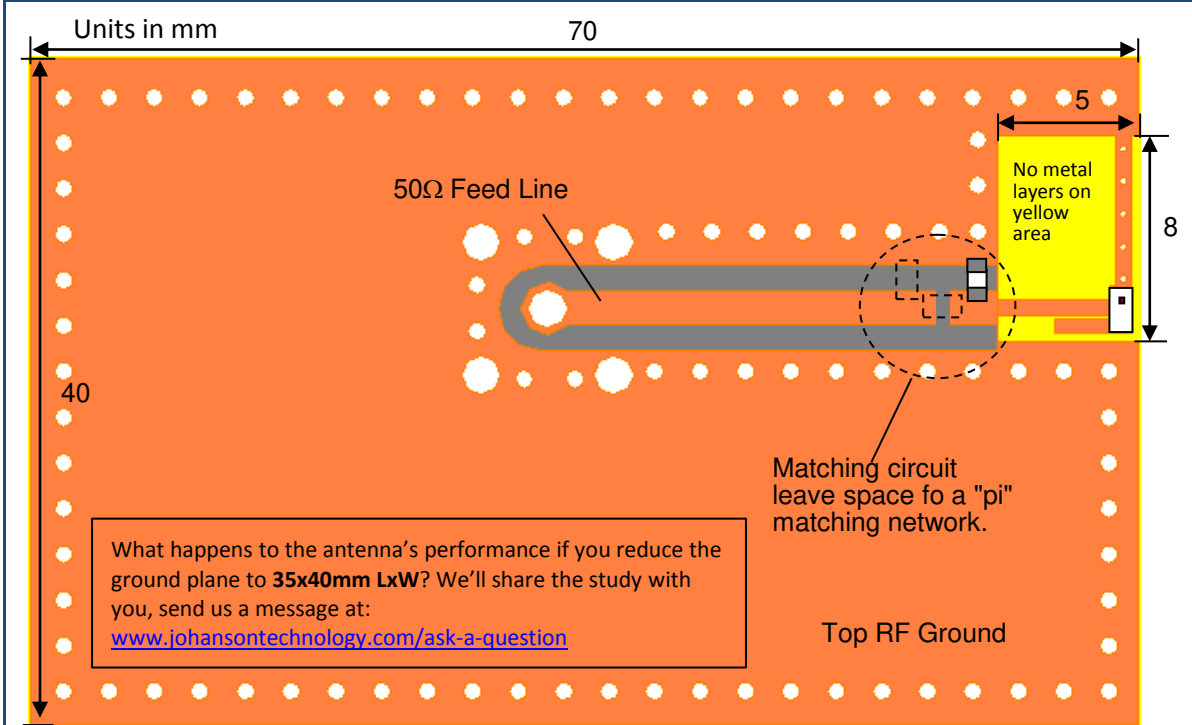 Units in mm
70
5
No metal
layers on
yellow
area
8
50Ω Feed Line
40
Matching circuit
leave space fo a "pi"
matching network.
What happens to the antenna’s performance if you reduce the
ground plane to 35x40mm LxW? We’ll share the study with
you, send us a message at:
www.johansontechnology.com/ask-a-question
Top RF Ground